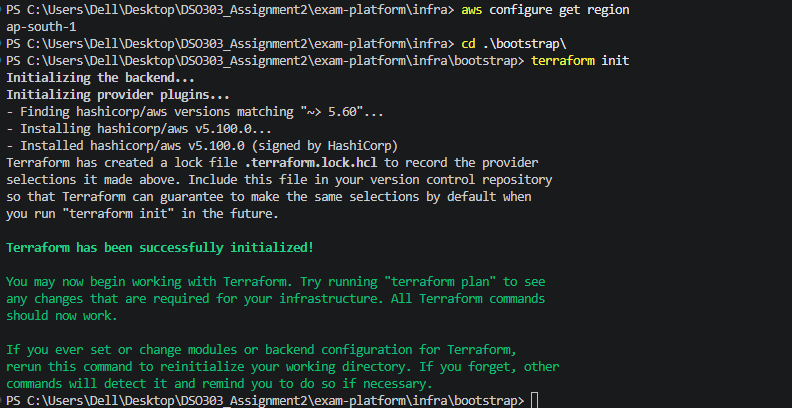 PS C:\Users\Dell\Desktop\DSO303_Assignment2\exam-platform\infra> aws configure get region
ap-south-1
PS C:\Users\Dell\Desktop\DSO303_Assignment2\exam-platform\infra> cd .\bootstrap\
PS C:\Users\Dell\Desktop\DSO303_Assignment2\exam-platform\infra\bootstrap> terraform init
Initializing the backend...
Initializing provider plugins...
- Finding hashicorp/aws versions matching "~> 5.60"...
- Installing hashicorp/aws v5.100.0...
- Installed hashicorp/aws v5.100.0 (signed by HashiCorp)
Terraform has created a lock file .terraform.lock.hcl to record the provider
selections it made above. Include this file in your version control repository
so that Terraform can guarantee to make the same selections by default when
you run "terraform init" in the future.
Terraform has been successfully initialized!
You may now begin working with Terraform. Try running "terraform plan" to see
any changes that are required for your infrastructure. All Terraform commands
should now work.
If you ever set or change modules or backend configuration for Terraform,
rerun this command to reinitialize your working directory. If you forget, other
commands will detect it and remind you to do so if necessary.
PS C:\Users\Dell\Desktop\DSO303_Assignment2\exam-platform\infra\bootstrap>